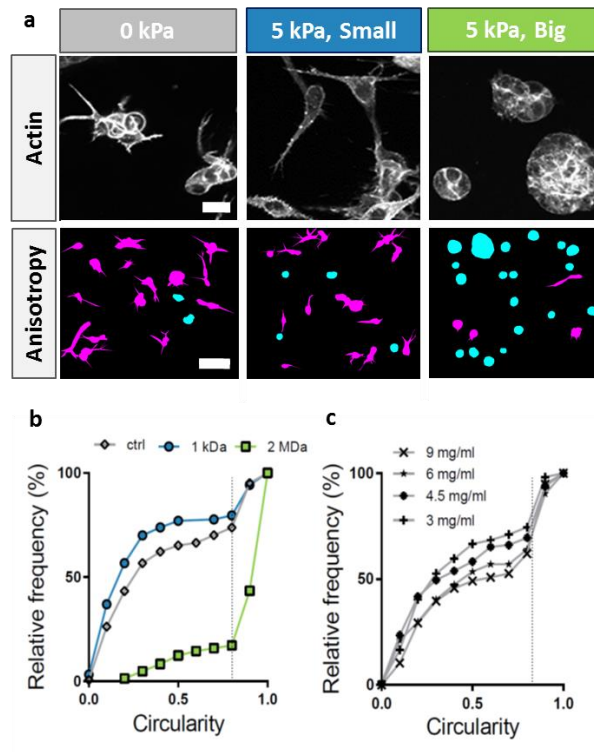 a
0 kPa
5 kPa, Small
5 kPa, Big
Actin
Anisotropy
b
ctrl
1 kDa
2 MDa
Relative frequency (%)
100
50
0
0.0
0.5
1.0
Circularity
c
9 mg/ml
6 mg/ml
4.5 mg/ml
3 mg/ml
Relative frequency (%)
100
50
0
0.0
0.5
1.0
Circularity